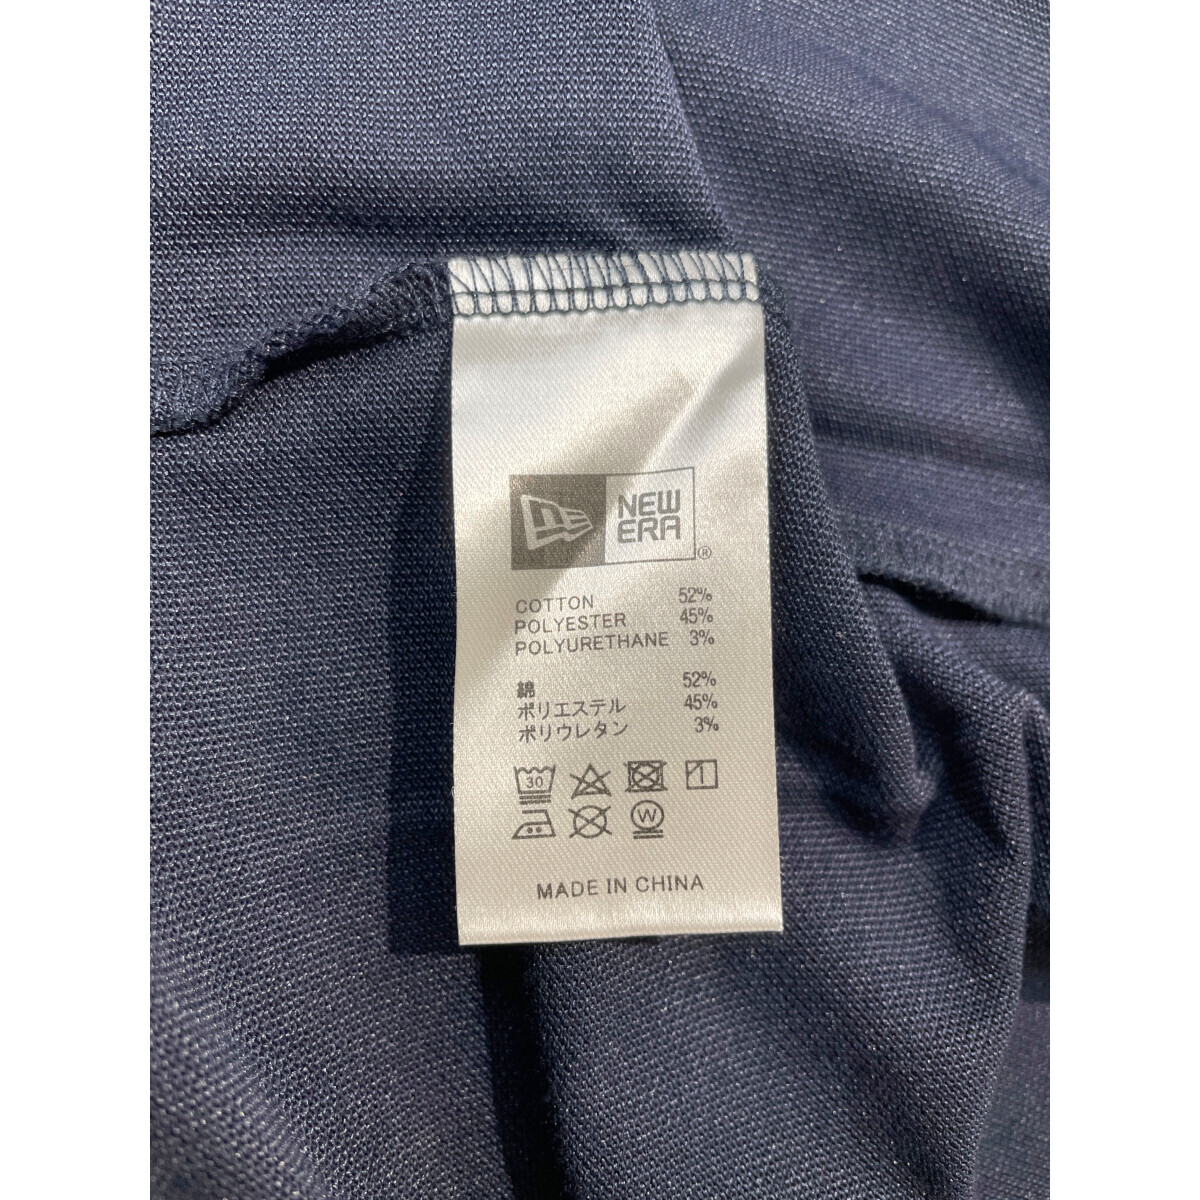 NEW
ERA
®
COTTON 52%
POLYESTER 45%
POLYURETHANE 3%
綿 52%
ポリエステル 45%
ポリウレタン 3%
30
1
W
MADE IN CHINA